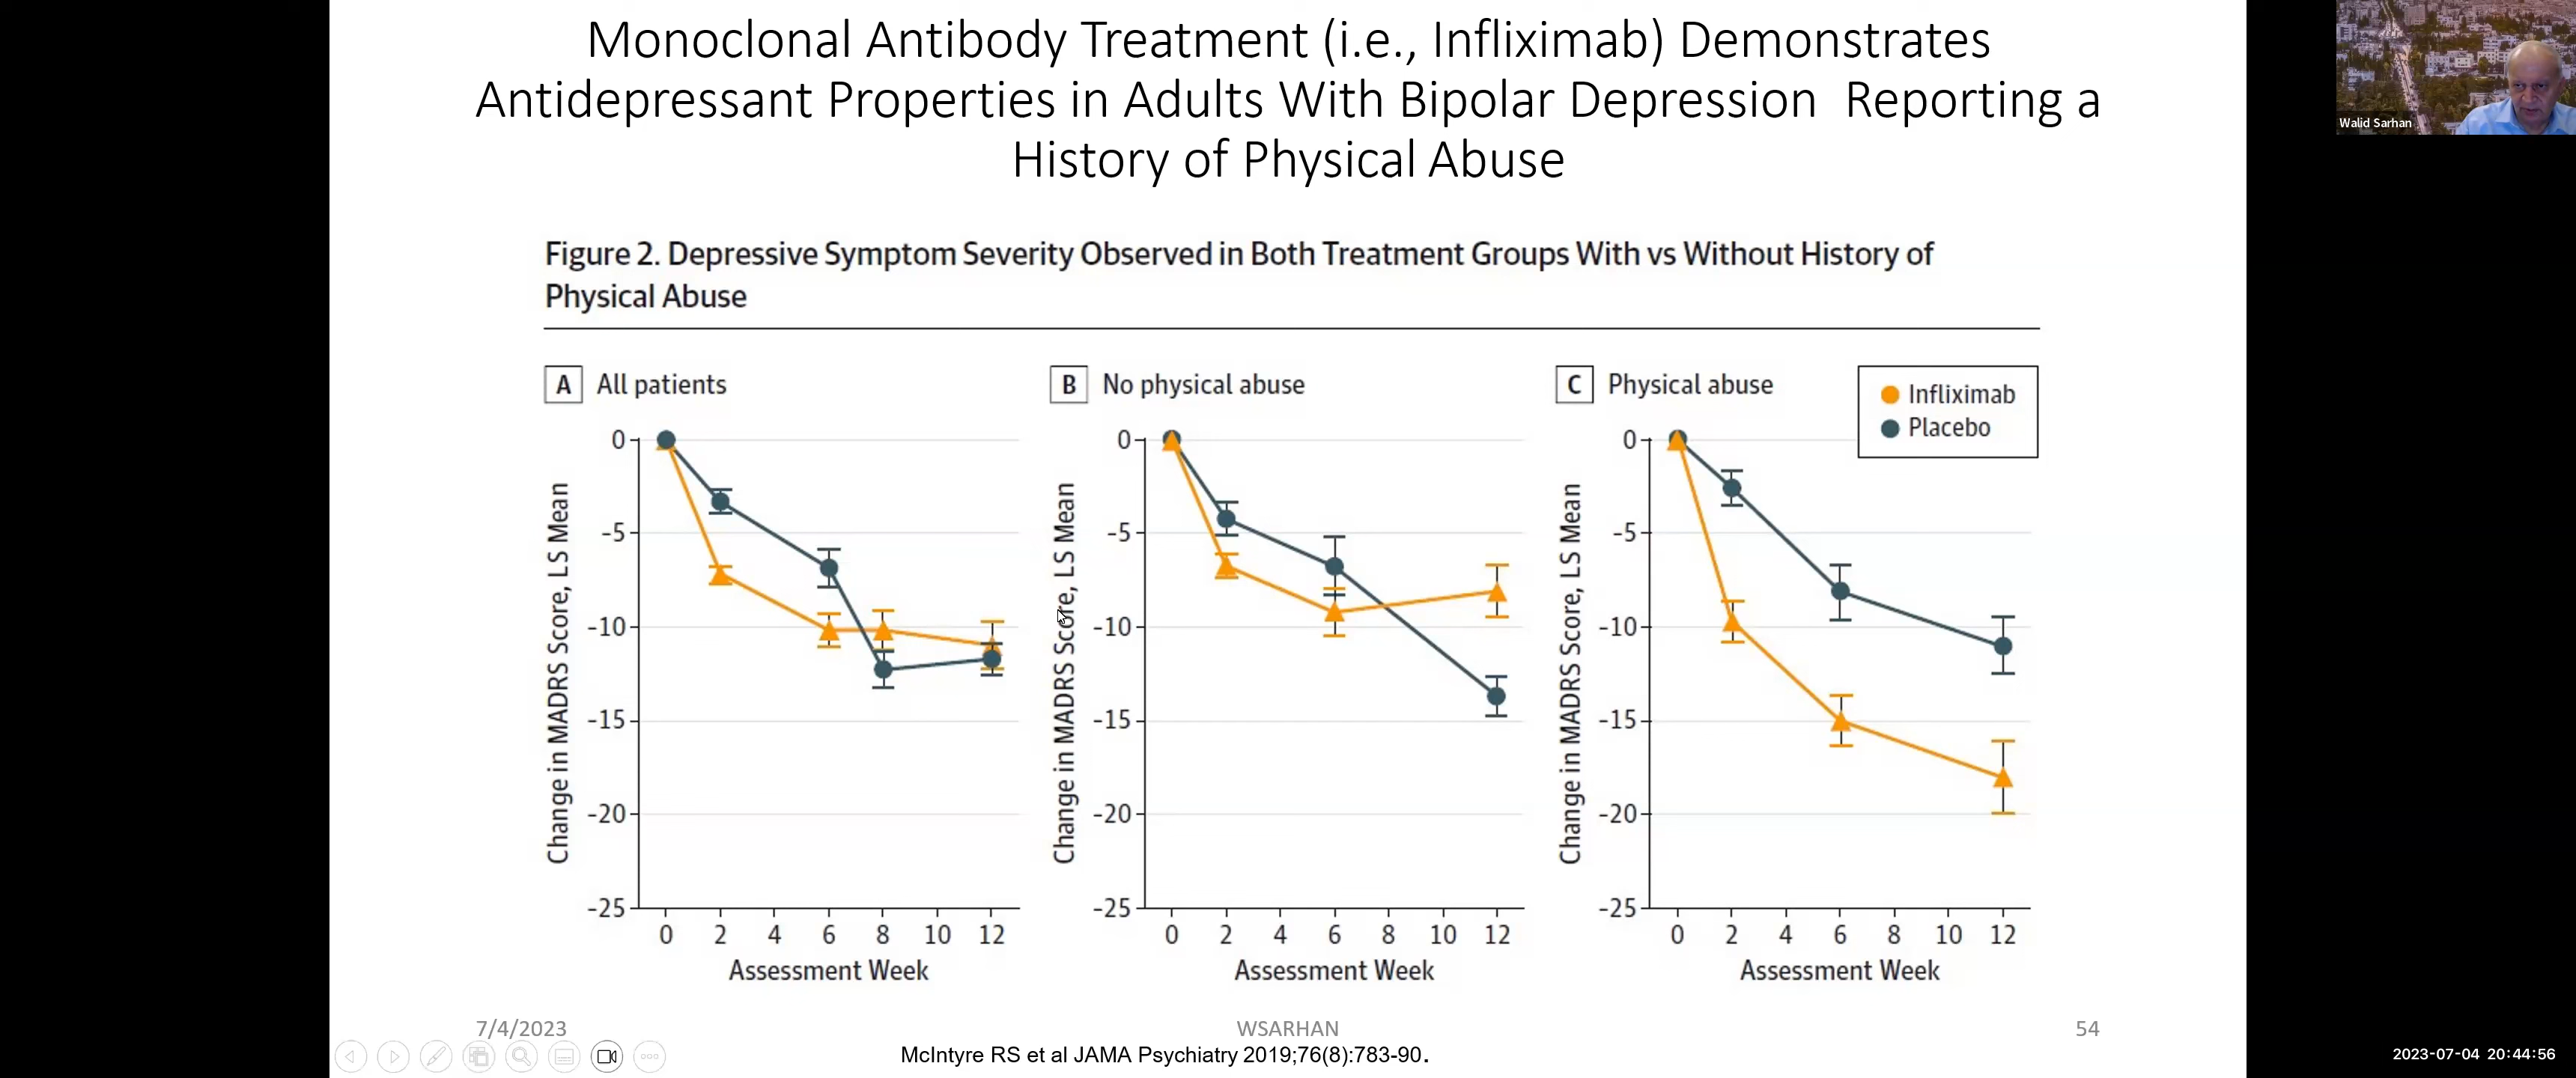 Monoclonal Antibody Treatment (i.e., Infliximab) Demonstrates
Antidepressant Properties in Adults With Bipolar Depression  Reporting a
History of Physical Abuse
Walid Sarhan
Figure 2. Depressive Symptom Severity Observed in Both Treatment Groups With vs Without History of
Physical Abuse
A All patients
Change in MADRS Score, LS Mean
0
-5
-10
-15
-20
-25
0 2 4 6 8 10 12
Assessment Week
B No physical abuse
Change in MADRS Score, LS Mean
0
-5
-10
-15
-20
-25
0 2 4 6 8 10 12
Assessment Week
C Physical abuse
Infliximab
Placebo
Change in MADRS Score, LS Mean
0
-5
-10
-15
-20
-25
0 2 4 6 8 10 12
Assessment Week
7/4/2023
WSARHAN
54
McIntyre RS et al JAMA Psychiatry 2019;76(8):783-90.
2023-07-04 20:44:56